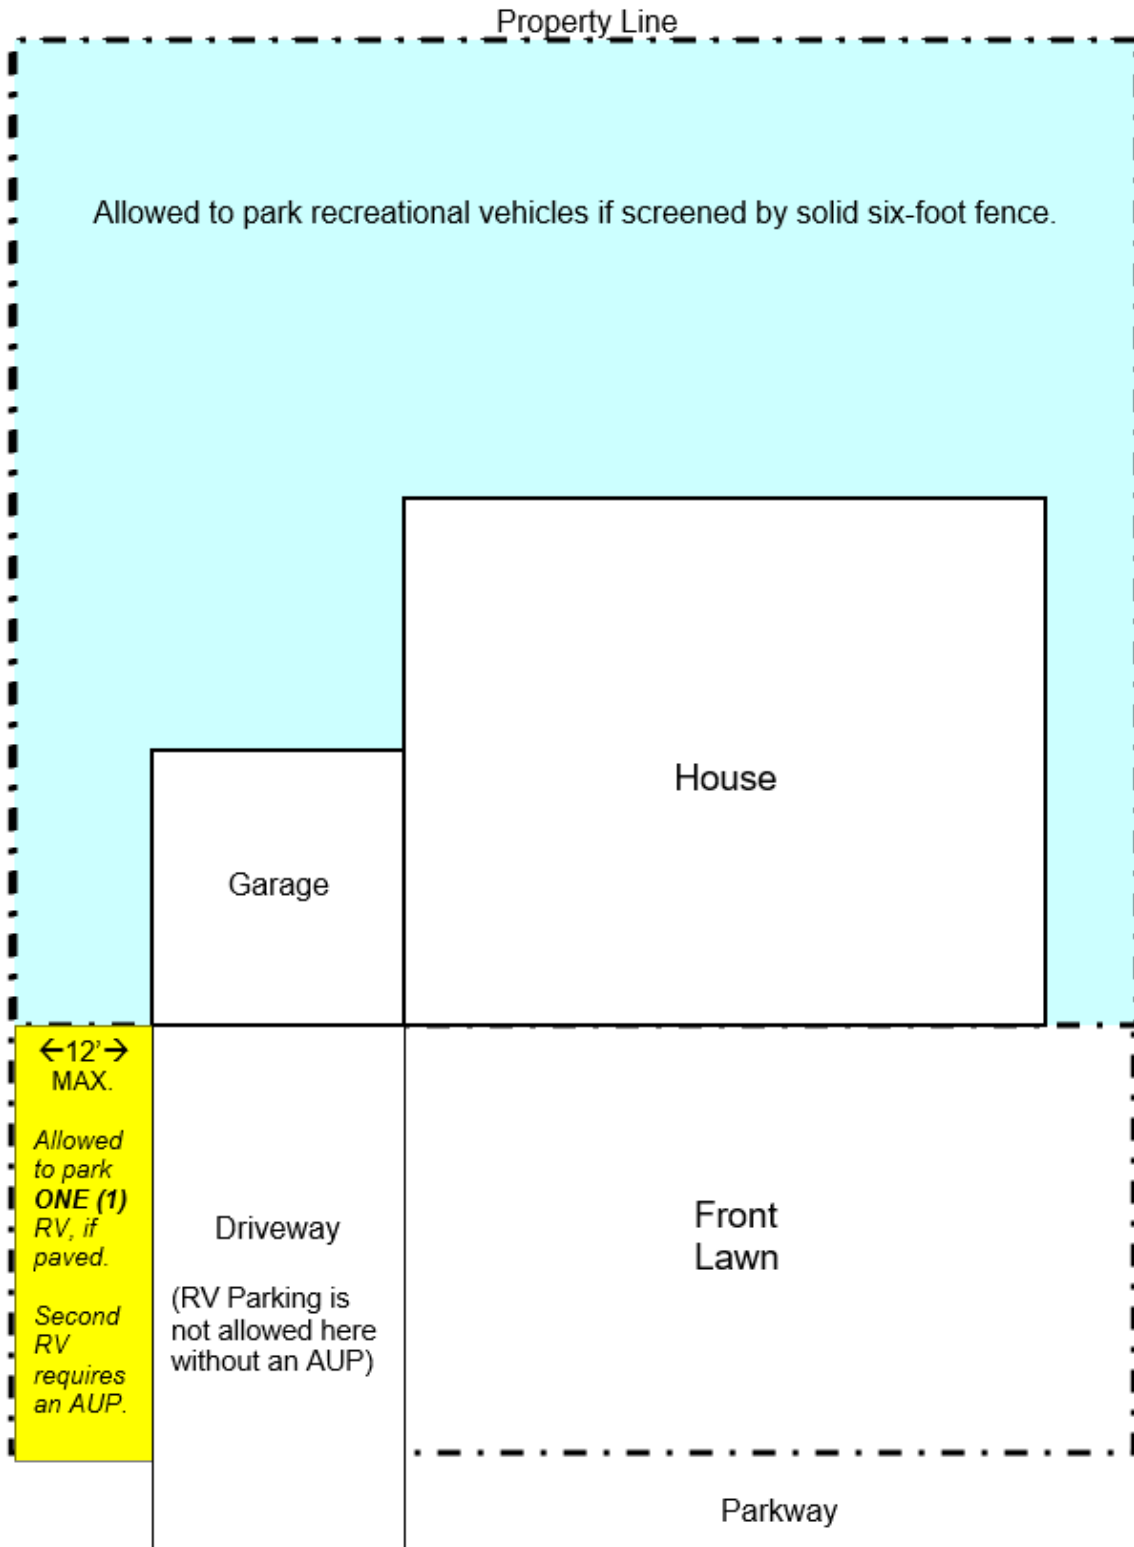 Property Line
Allowed to park recreational vehicles if screened by solid six-foot fence.
House
Garage
←12’→
MAX.
Allowed
to park
ONE (1)
RV, if
paved.
Second
RV
requires
an AUP.
Driveway
(RV Parking is
not allowed here
without an AUP)
Front
Lawn
Parkway